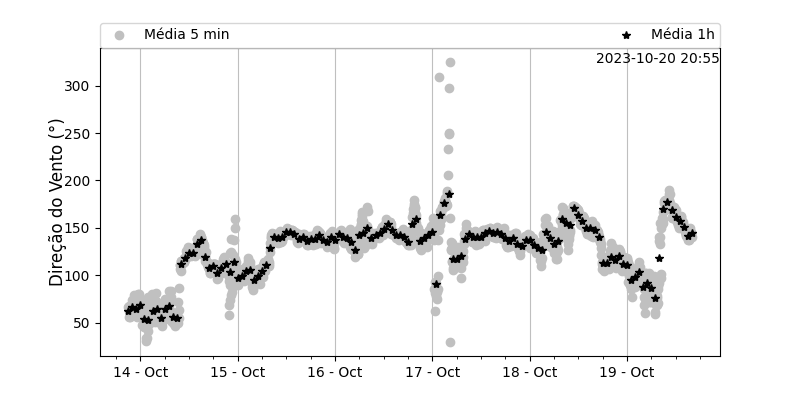 Média 5 min
Média 1h
2023-10-20 20:55
Direção do Vento (°)
300
250
200
150
100
50
14 - Oct
15 - Oct
16 - Oct
17 - Oct
18 - Oct
19 - Oct